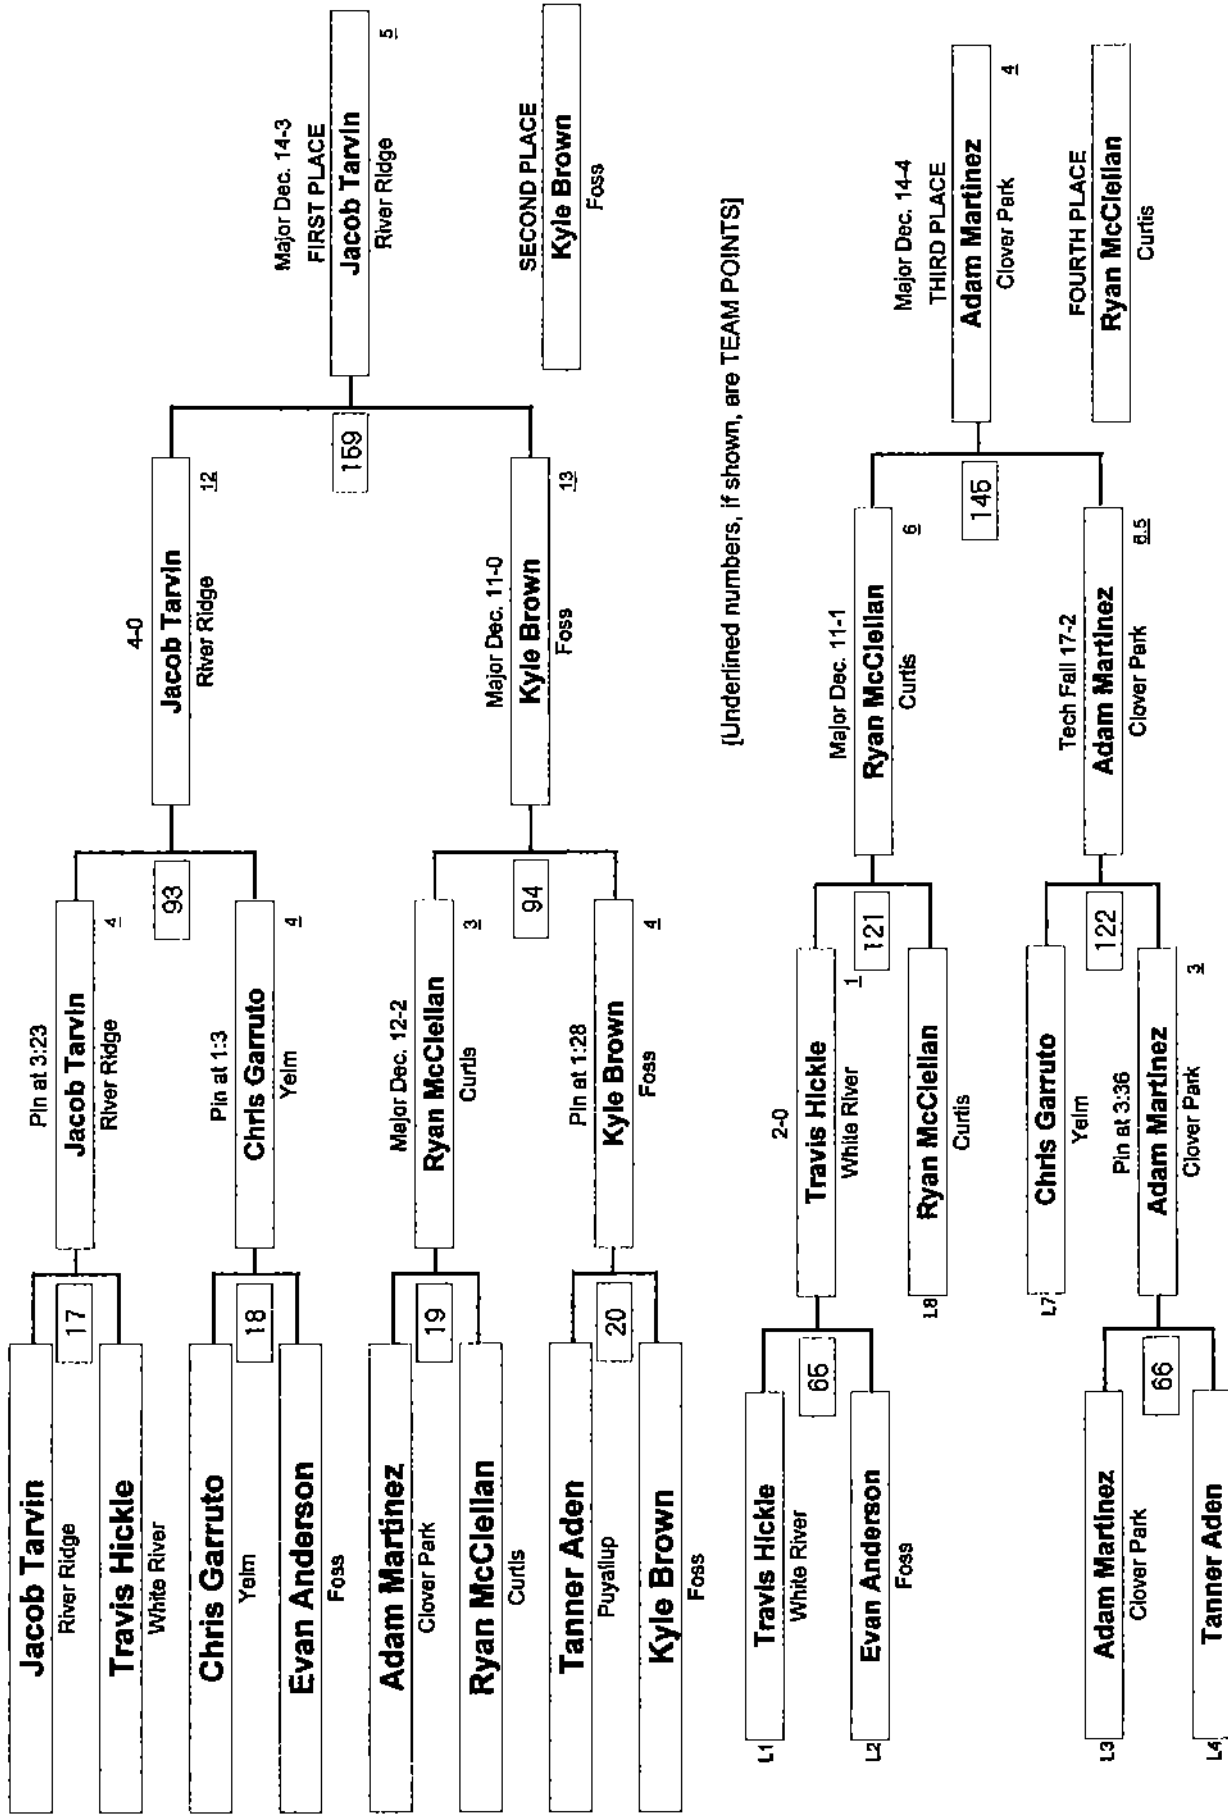 Jacob Tarvin
River Ridge
Travis Hickle
White River
Chris Garruto
Yelm
Evan Anderson
Foss
Adam Martinez
Clover Park
Ryan McClellan
Curtis
Tanner Aden
Puyallup
Kyle Brown
Foss
17
18
19
20
Pin at 3:23
Jacob Tarvin
River Ridge
4
Pin at 1:3
Chris Garruto
Yelm
4
Major Dec. 12-2
Ryan McClellan
Curtis
3
Pin at 1:28
Kyle Brown
Foss
4
93
94
4-0
Jacob Tarvin
River Ridge
12
Major Dec. 11-0
Kyle Brown
Foss
13
159
Major Dec. 14-3
FIRST PLACE
Jacob Tarvin
River Ridge
5
SECOND PLACE
Kyle Brown
Foss
[Underlined numbers, if shown, are TEAM POINTS]
L1
Travis Hickle
White River
L2
Evan Anderson
Foss
L3
Adam Martinez
Clover Park
L4
Tanner Aden
65
66
2-0
Travis Hickle
White River
1
L8
Ryan McClellan
Curtis
L7
Chris Garruto
Yelm
Pin at 3:36
Adam Martinez
Clover Park
3
121
122
Major Dec. 11-1
Ryan McClellan
Curtis
6
Tech Fall 17-2
Adam Martinez
Clover Park
6.5
145
Major Dec. 14-4
THIRD PLACE
Adam Martinez
Clover Park
4
FOURTH PLACE
Ryan McClellan
Curtis